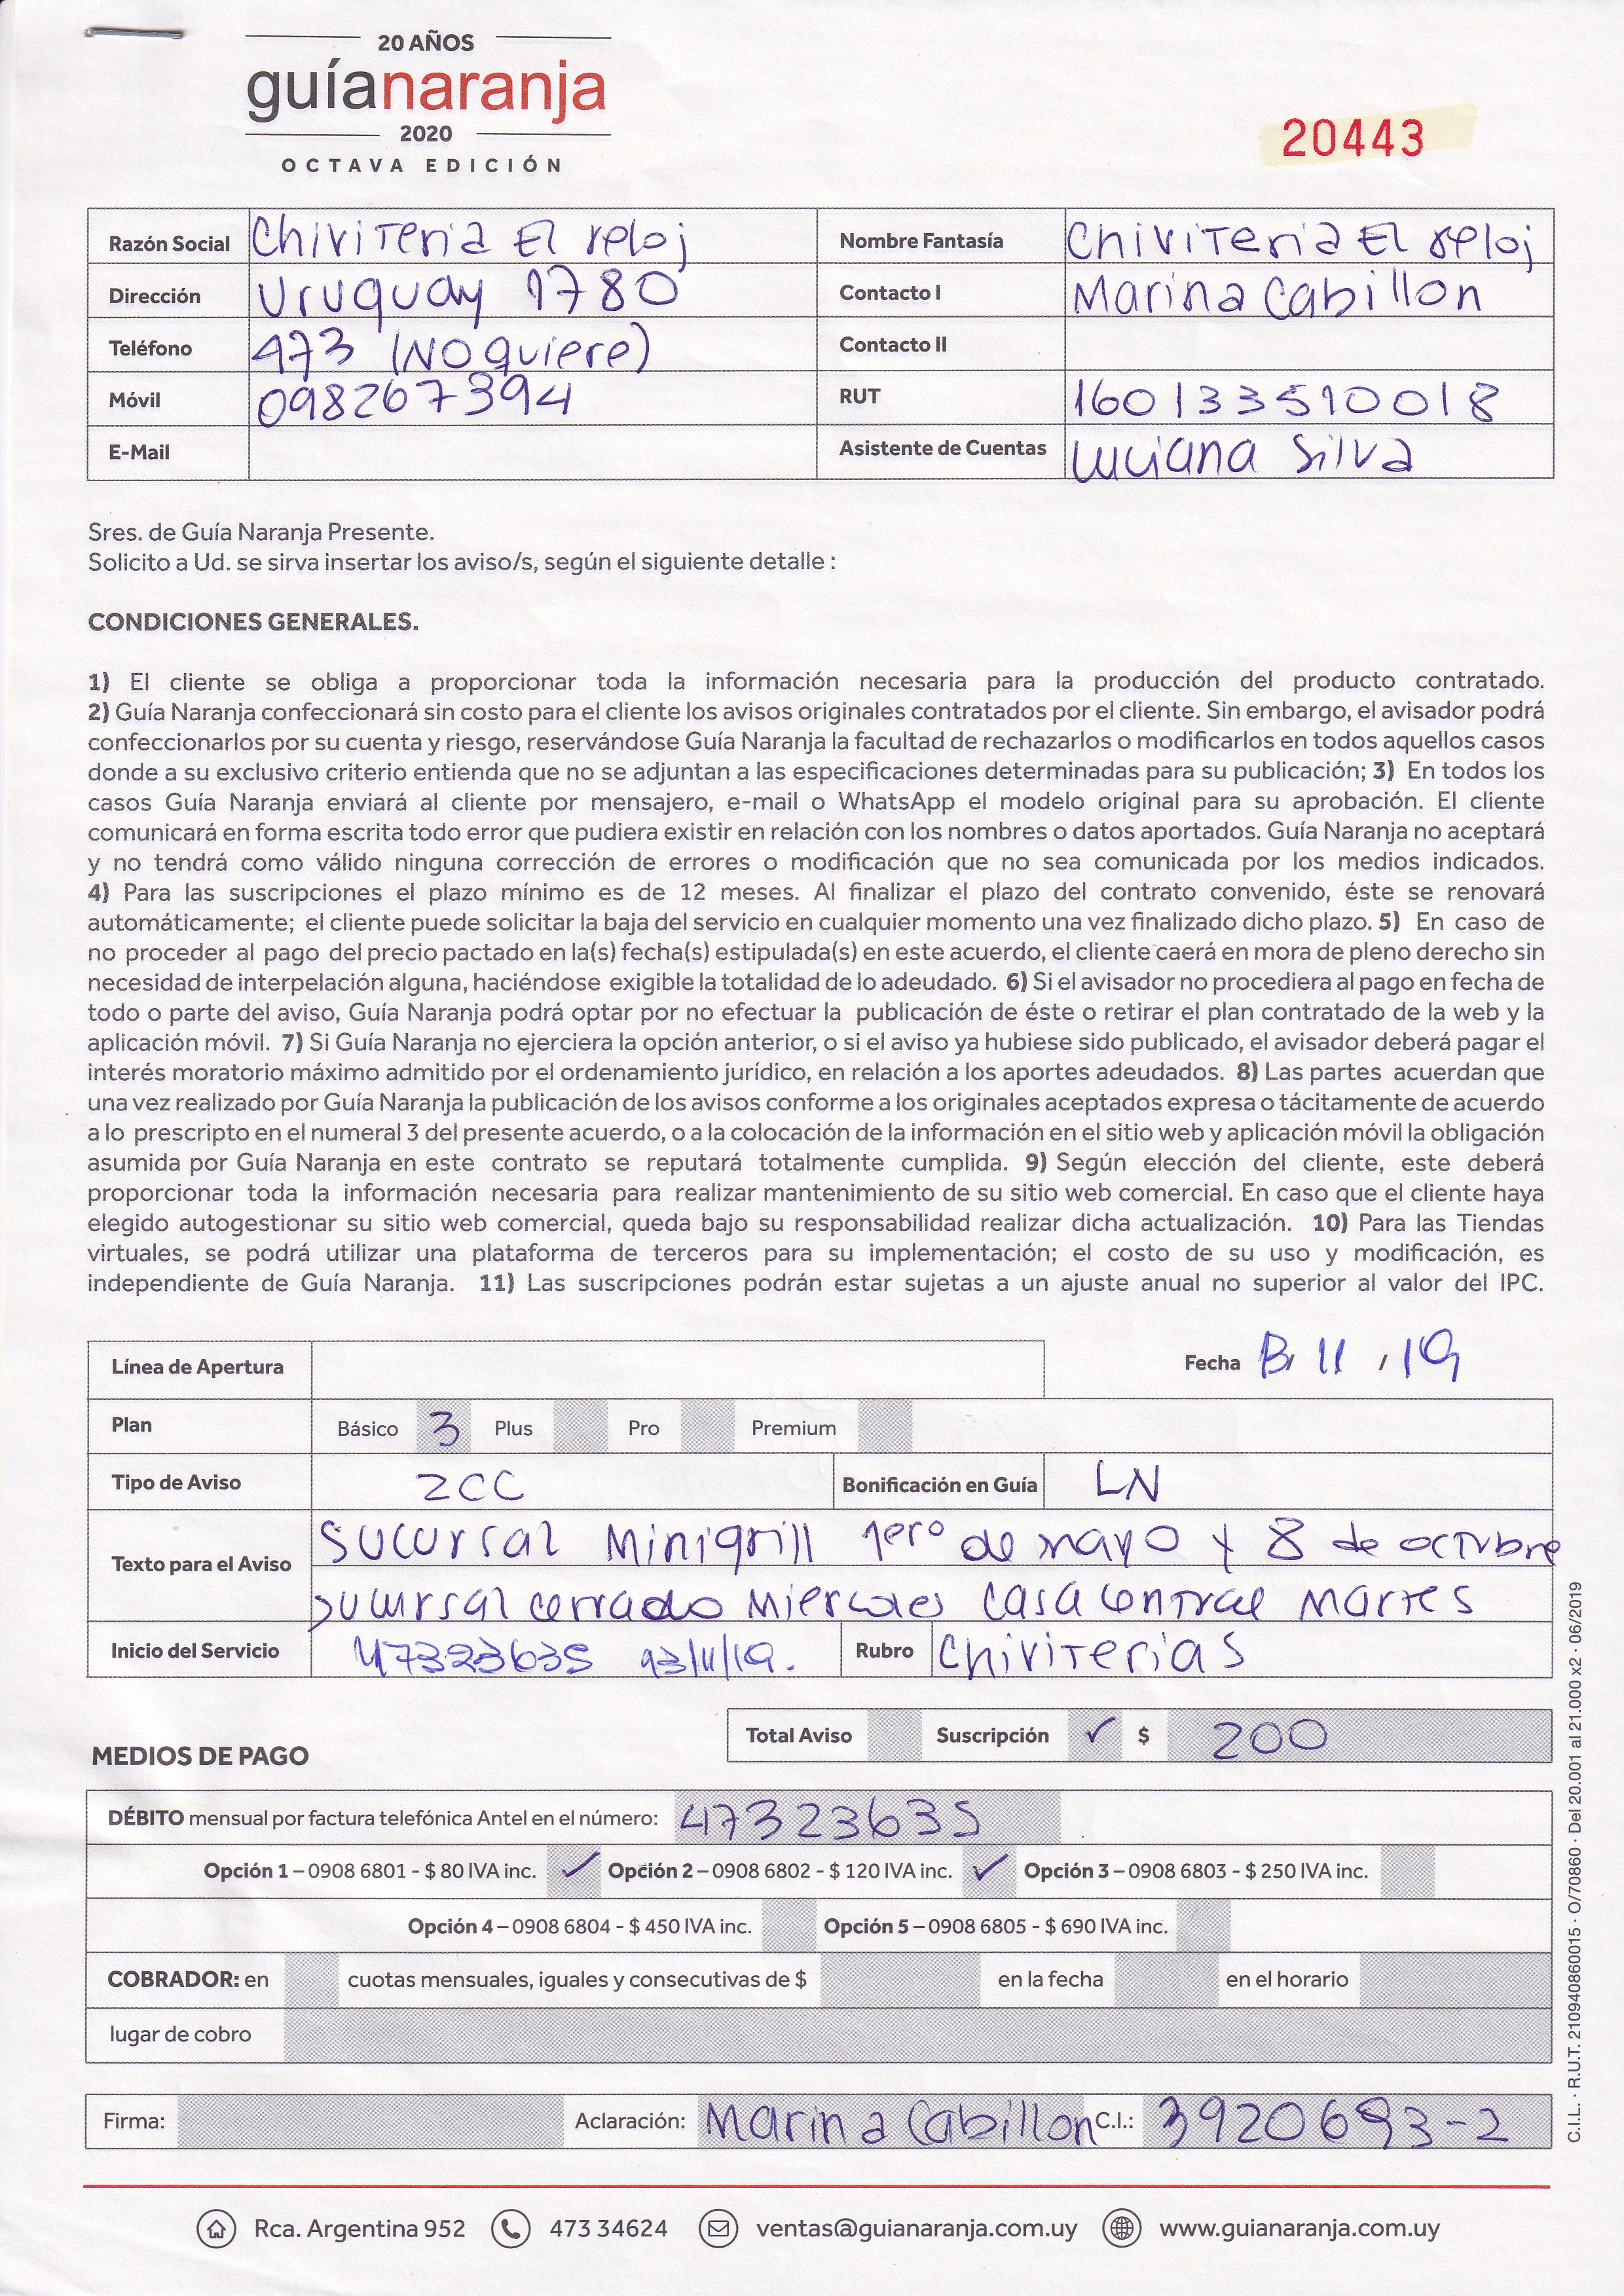 20 AÑOS
guíanaranja
2020
OCTAVA EDICIÓN
20443
Razón Social Chiviteria El reloj Nombre Fantasía Chiviteria El reloj
Dirección Uruguay 1780 Contacto I Marina Cabillon
Teléfono 473 (No quiere) Contacto II
Móvil 098267394 RUT 160133510018
E-Mail Asistente de Cuentas Luciana Silva
Sres. de Guía Naranja Presente.
Solicito a Ud. se sirva insertar los aviso/s, según el siguiente detalle :
CONDICIONES GENERALES.
1) El cliente se obliga a proporcionar toda la información necesaria para la producción del producto contratado.
2) Guía Naranja confeccionará sin costo para el cliente los avisos originales contratados por el cliente. Sin embargo, el avisador podrá
confeccionarlos por su cuenta y riesgo, reservándose Guía Naranja la facultad de rechazarlos o modificarlos en todos aquellos casos
donde a su exclusivo criterio entienda que no se adjuntan a las especificaciones determinadas para su publicación; 3) En todos los
casos Guía Naranja enviará al cliente por mensajero, e-mail o WhatsApp el modelo original para su aprobación. El cliente
comunicará en forma escrita todo error que pudiera existir en relación con los nombres o datos aportados. Guía Naranja no aceptará
y no tendrá como válido ninguna corrección de errores o modificación que no sea comunicada por los medios indicados.
4) Para las suscripciones el plazo mínimo es de 12 meses. Al finalizar el plazo del contrato convenido, éste se renovará
automáticamente; el cliente puede solicitar la baja del servicio en cualquier momento una vez finalizado dicho plazo. 5) En caso de
no proceder al pago del precio pactado en la(s) fecha(s) estipulada(s) en este acuerdo, el cliente caerá en mora de pleno derecho sin
necesidad de interpelación alguna, haciéndose exigible la totalidad de lo adeudado. 6) Si el avisador no procediera al pago en fecha de
todo o parte del aviso, Guía Naranja podrá optar por no efectuar la publicación de éste o retirar el plan contratado de la web y la
aplicación móvil. 7) Si Guía Naranja no ejerciera la opción anterior, o si el aviso ya hubiese sido publicado, el avisador deberá pagar el
interés moratorio máximo admitido por el ordenamiento jurídico, en relación a los aportes adeudados. 8) Las partes acuerdan que
una vez realizado por Guía Naranja la publicación de los avisos conforme a los originales aceptados expresa o tácitamente de acuerdo
a lo prescripto en el numeral 3 del presente acuerdo, o a la colocación de la información en el sitio web y aplicación móvil la obligación
asumida por Guía Naranja en este contrato se reputará totalmente cumplida. 9) Según elección del cliente, este deberá
proporcionar toda la información necesaria para realizar mantenimiento de su sitio web comercial. En caso que el cliente haya
elegido autogestionar su sitio web comercial, queda bajo su responsabilidad realizar dicha actualización. 10) Para las Tiendas
virtuales, se podrá utilizar una plataforma de terceros para su implementación; el costo de su uso y modificación, es
independiente de Guía Naranja. 11) Las suscripciones podrán estar sujetas a un ajuste anual no superior al valor del IPC.
Línea de Apertura Fecha 13/ 11 / 19
Plan Básico 3 Plus Pro Premium
Tipo de Aviso 2CC Bonificación en Guía LN
Texto para el Aviso Sucursal Minigrill 1ero de mayo y 8 de octubre
Sucursal cerrado Miercoles Casa Central Martes
Inicio del Servicio 47323635 13/11/19. Rubro Chiviterias
Total Aviso Suscripción ✓ $ 200
MEDIOS DE PAGO
DÉBITO mensual por factura telefónica Antel en el número: 47323635
Opción 1 – 0908 6801 - $ 80 IVA inc. ✓ Opción 2 – 0908 6802 - $ 120 IVA inc. ✓ Opción 3 – 0908 6803 - $ 250 IVA inc.
Opción 4 – 0908 6804 - $ 450 IVA inc. Opción 5 – 0908 6805 - $ 690 IVA inc.
COBRADOR: en cuotas mensuales, iguales y consecutivas de $ en la fecha en el horario
lugar de cobro
Firma: Aclaración: Marina Cabillon C.I.: 3920693-2
C.I.L. · R.U.T. 210940860015 · O/70860 · Del 20.001 al 21.000 x2 · 06/2019
Rca. Argentina 952 473 34624 ventas@guianaranja.com.uy www.guianaranja.com.uy